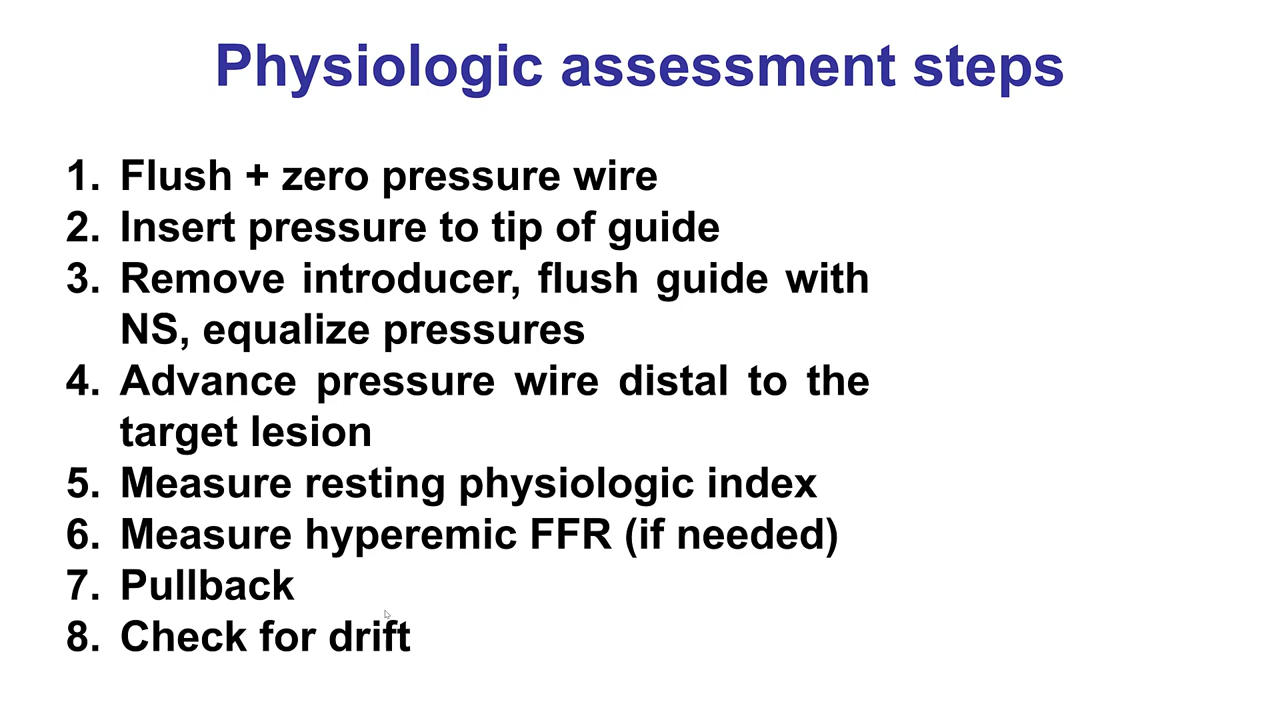 Physiologic assessment steps
1. Flush + zero pressure wire
2. Insert pressure to tip of guide
3. Remove introducer, flush guide with
NS, equalize pressures
4. Advance pressure wire distal to the
target lesion
5. Measure resting physiologic index
6. Measure hyperemic FFR (if needed)
7. Pullback
8. Check for drift